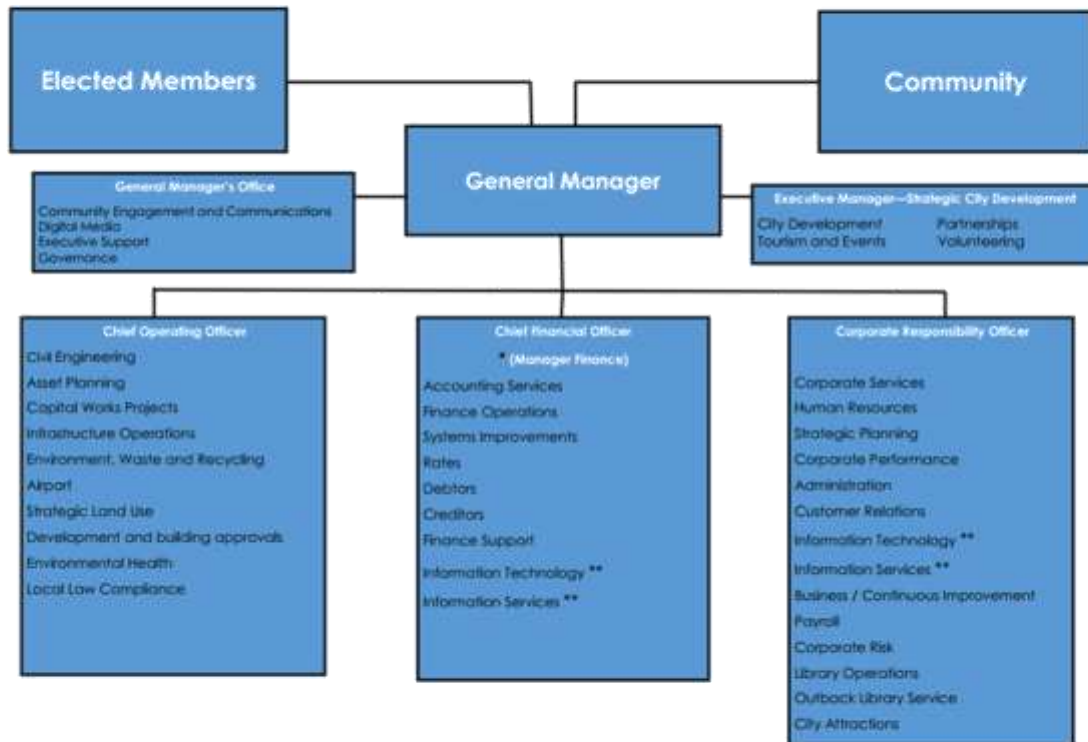 Elected Members
Community
General Manager
General Manager's Office
Community Engagement and Communications
Digital Media
Executive Support
Governance
Executive Manager—Strategic City Development
City Development Partnerships
Tourism and Events Volunteering
Chief Operating Officer
Civil Engineering
Asset Planning
Capital Works Projects
Infrastructure Operations
Environment, Waste and Recycling
Airport
Strategic Land Use
Development and building approvals
Environmental Health
Local Law Compliance
Chief Financial Officer
* (Manager Finance)
Accounting Services
Finance Operations
Systems Improvements
Rates
Debtors
Creditors
Finance Support
Information Technology **
Information Services **
Corporate Responsibility Officer
Corporate Services
Human Resources
Strategic Planning
Corporate Performance
Administration
Customer Relations
Information Technology **
Information Services **
Business / Continuous Improvement
Payroll
Corporate Risk
Library Operations
Outback Library Service
City Attractions